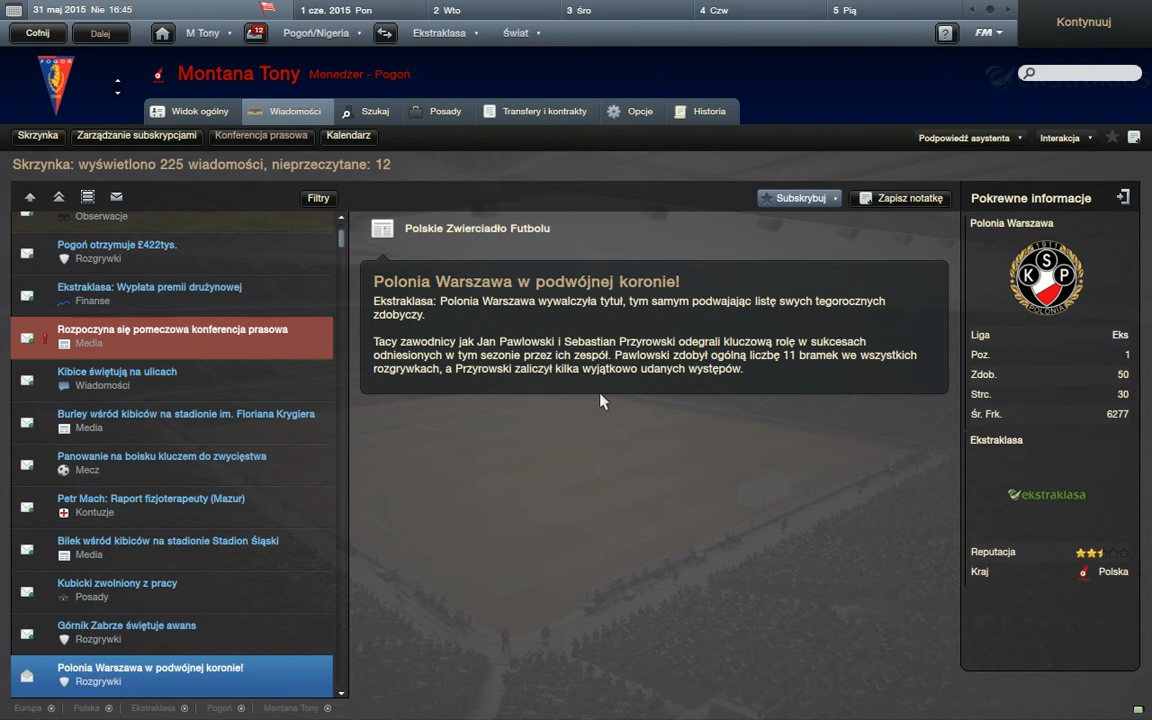 31 maj 2015 Nie 16:45
1 cze. 2015 Pon
2 Wto
3 Śro
4 Czw
5 Pią
Kontynuuj
Cofnij
Dalej
M Tony
12
Pogoń/Nigeria
Ekstraklasa
Świat
?
FM
POGOŃ
Montana Tony Menedżer - Pogoń
Widok ogólny
Wiadomości
Szukaj
Posady
Transfery i kontrakty
Opcje
Historia
Skrzynka
Zarządzanie subskrypcjami
Konferencja prasowa
Kalendarz
Podpowiedź asystenta
Interakcja
Skrzynka: wyświetlono 225 wiadomości, nieprzeczytane: 12
Filtry
Obserwacje
Pogoń otrzymuje £422tys.
Rozgrywki
Ekstraklasa: Wypłata premii drużynowej
Finanse
Rozpoczyna się pomeczowa konferencja prasowa
Media
Kibice świętują na ulicach
Wiadomości
Burley wśród kibiców na stadionie im. Floriana Krygiera
Media
Panowanie na boisku kluczem do zwycięstwa
Mecz
Petr Mach: Raport fizjoterapeuty (Mazur)
Kontuzje
Bilek wśród kibiców na stadionie Stadion Śląski
Media
Kubicki zwolniony z pracy
Posady
Górnik Zabrze świętuje awans
Rozgrywki
Polonia Warszawa w podwójnej koronie!
Rozgrywki
Subskrybuj
Zapisz notatkę
Polskie Zwierciadło Futbolu
Polonia Warszawa w podwójnej koronie!
Ekstraklasa: Polonia Warszawa wywalczyła tytuł, tym samym podwajając listę swych tegorocznych
zdobyczy.
Tacy zawodnicy jak Jan Pawlowski i Sebastian Przyrowski odegrali kluczową rolę w sukcesach
odniesionych w tym sezonie przez ich zespół. Pawlowski zdobył ogólną liczbę 11 bramek we wszystkich
rozgrywkach, a Przyrowski zaliczył kilka wyjątkowo udanych występów.
Pokrewne informacje
Polonia Warszawa
1911
KSP
POLONIA
Liga Eks
Poz. 1
Zdob. 50
Strc. 30
Śr. Frk. 6277
Ekstraklasa
ekstraklasa
Reputacja
Kraj Polska
Europa
Polska
Ekstraklasa
Pogoń
Montana Tony